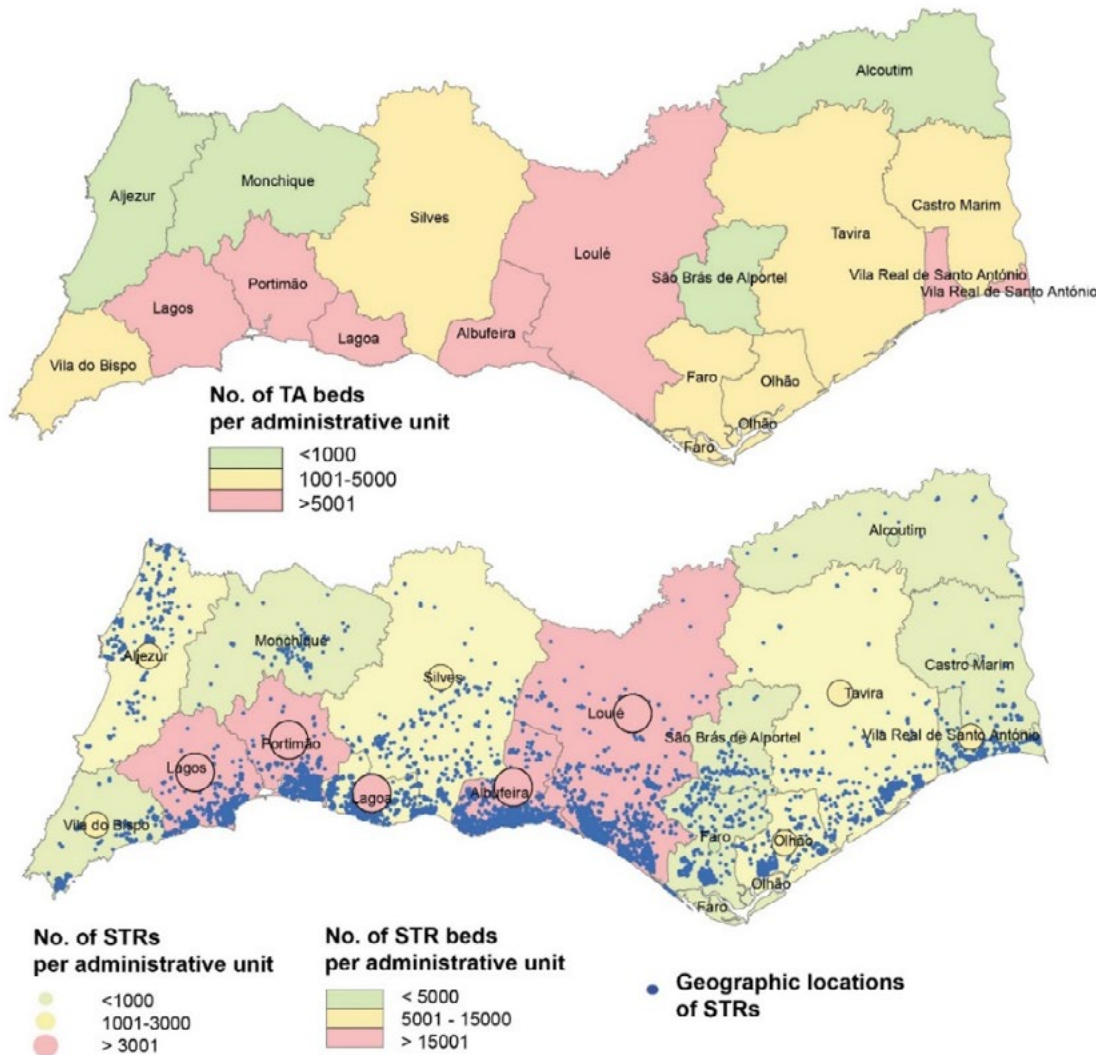 Alcoutim
Aljezur
Monchique
Silves
Castro Marim
Loulé
Tavira
São Brás de Alportel
Vila Real de Santo António
Vila Real de Santo António
Portimão
Lagos
Lagoa
Albufeira
Vila do Bispo
Faro
Olhão
Olhão
Faro
No. of TA beds
per administrative unit
<1000
1001-5000
>5001
Alcoutim
Monchique
Aljezur
Silves
Castro Marim
Tavira
Loulé
São Brás de Alportel
Vila Real de Santo António
Portimão
Lagos
Lagoa
Albufeira
Vila do Bispo
Faro
Olhão
Olhão
Faro
No. of STRs
per administrative unit
<1000
1001-3000
> 3001
No. of STR beds
per administrative unit
< 5000
5001 - 15000
> 15001
Geographic locations
of STRs